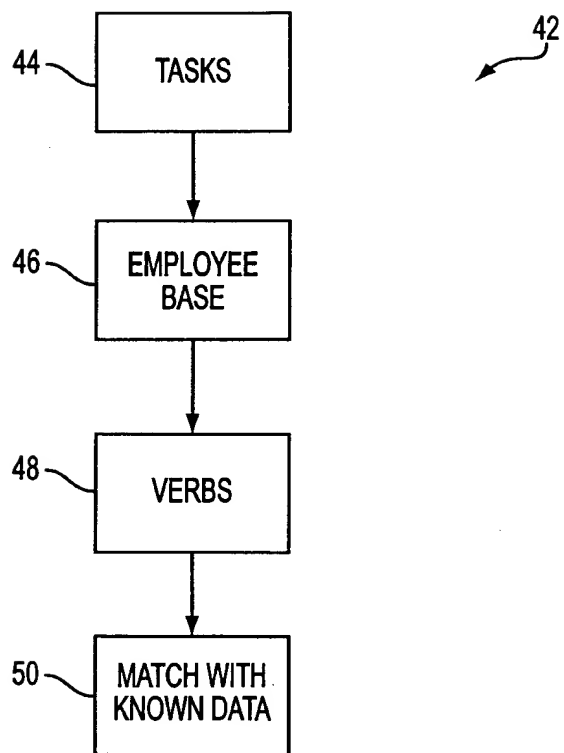 42
44
TASKS
46
EMPLOYEE
BASE
48
VERBS
50
MATCH WITH
KNOWN DATA